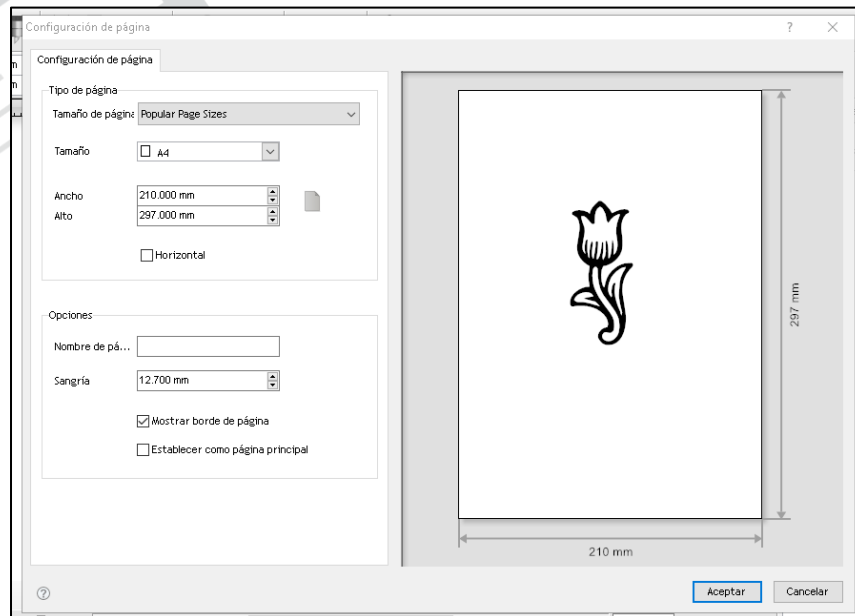 Configuración de página
? ×
Configuración de página
Tipo de página
Tamaño de página Popular Page Sizes
Tamaño A4
Ancho 210.000 mm
Alto 297.000 mm
Horizontal
Opciones
Nombre de pá...
Sangría 12.700 mm
Mostrar borde de página
Establecer como página principal
297 mm
210 mm
?
Aceptar Cancelar